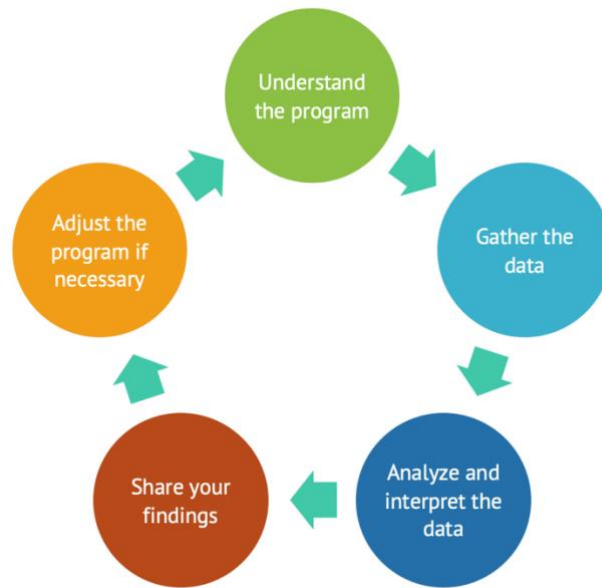 Understand
the program
Gather the
data
Analyze and
interpret the
data
Share your
findings
Adjust the
program if
necessary